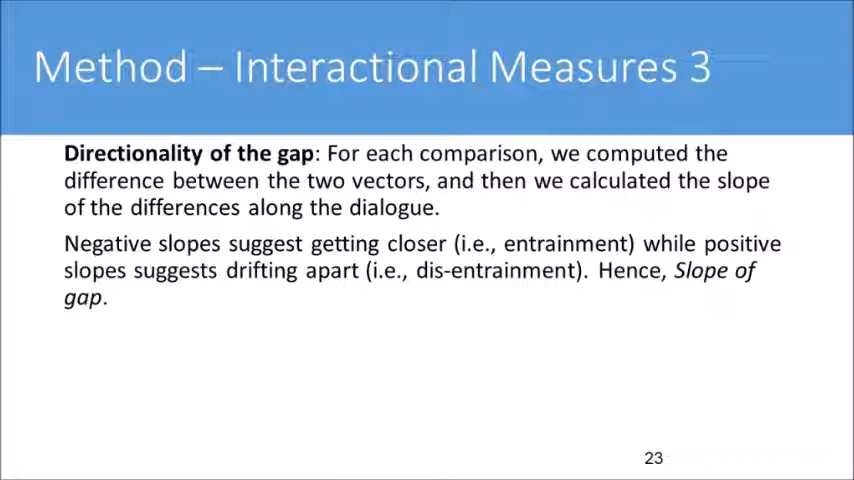 Method – Interactional Measures 3
Directionality of the gap: For each comparison, we computed the
difference between the two vectors, and then we calculated the slope
of the differences along the dialogue.
Negative slopes suggest getting closer (i.e., entrainment) while positive
slopes suggests drifting apart (i.e., dis-entrainment). Hence, Slope of
gap.
23